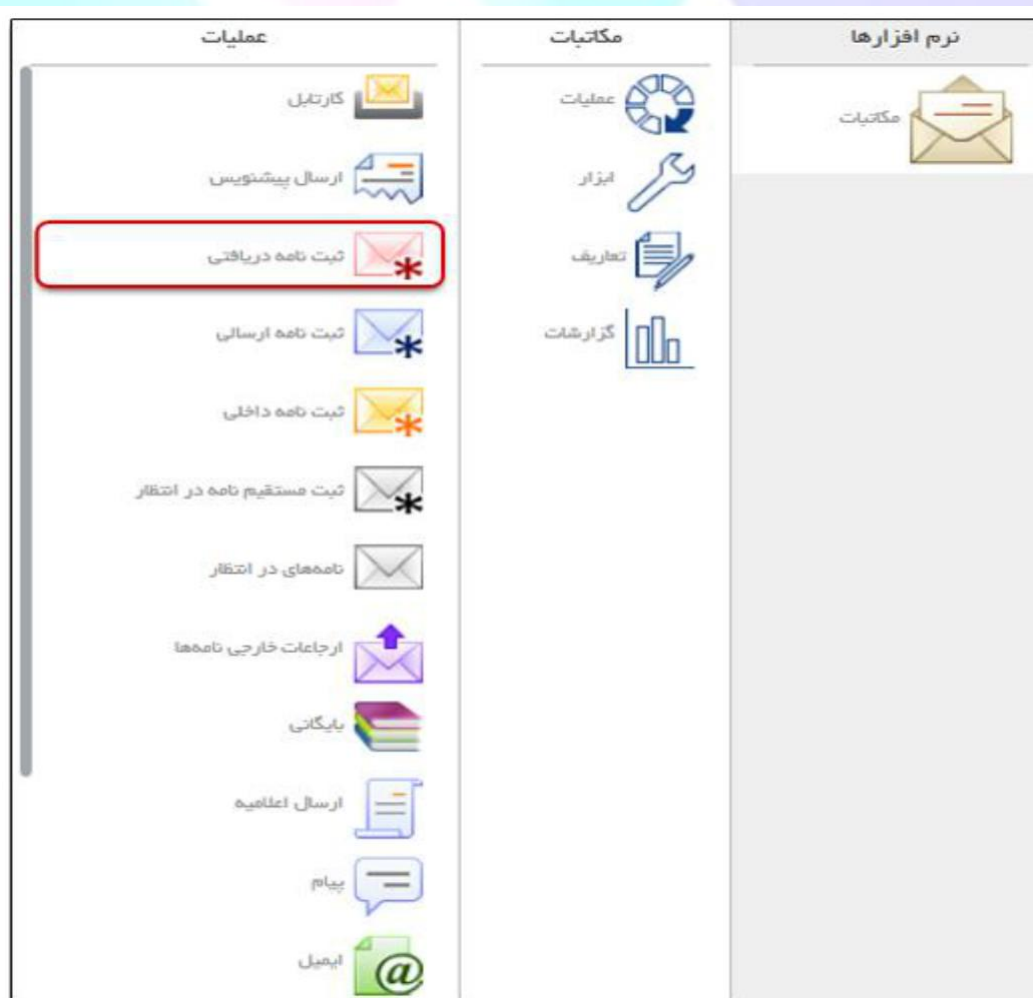 نرم افزارها
مکاتبات
مکاتبات
عملیات
ابزار
تعاریف
گزارشات
عملیات
کارتابل
ارسال پیشنویس
ثبت نامه دریافتی
ثبت نامه ارسالی
ثبت نامه داخلی
ثبت مستقیم نامه در انتظار
نامه‌های در انتظار
ارجاعات خارجی نامه‌ها
بایگانی
ارسال اعلامیه
پیام
ایمیل